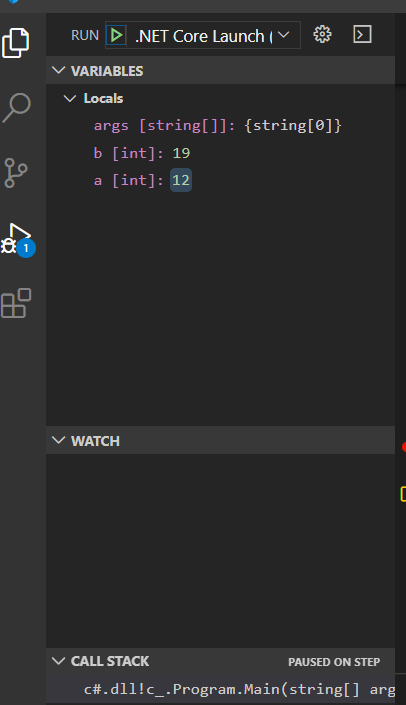 RUN .NET Core Launch (
VARIABLES
Locals
args [string[]]: {string[0]}
b [int]: 19
a [int]: 12
1
WATCH
CALL STACK PAUSED ON STEP
c#.dll!c_.Program.Main(string[] arg